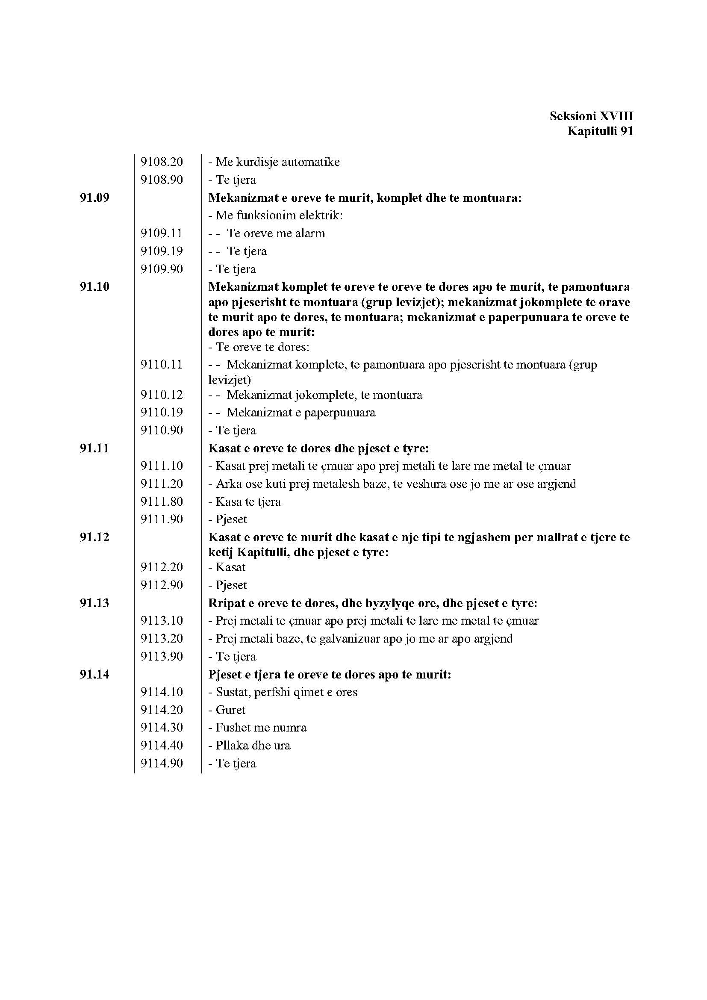 Seksioni XVIII
Kapitulli 91
9108.20 - Me kurdisje automatike
9108.90 - Te tjera
91.09 Mekanizmat e oreve te murit, komplet dhe te montuara:
- Me funksionim elektrik:
9109.11 - - Te oreve me alarm
9109.19 - - Te tjera
9109.90 - Te tjera
91.10 Mekanizmat komplet te oreve te oreve te dores apo te murit, te pamontuara
apo pjeserisht te montuara (grup levizjet); mekanizmat jokomplete te orave
te murit apo te dores, te montuara; mekanizmat e paperpunuara te oreve te
dores apo te murit:
- Te oreve te dores:
9110.11 - - Mekanizmat komplete, te pamontuara apo pjeserisht te montuara (grup
levizjet)
9110.12 - - Mekanizmat jokomplete, te montuara
9110.19 - - Mekanizmat e paperpunuara
9110.90 - Te tjera
91.11 Kasat e oreve te dores dhe pjeset e tyre:
9111.10 - Kasat prej metali te çmuar apo prej metali te lare me metal te çmuar
9111.20 - Arka ose kuti prej metalesh baze, te veshura ose jo me ar ose argjend
9111.80 - Kasa te tjera
9111.90 - Pjeset
91.12 Kasat e oreve te murit dhe kasat e nje tipi te ngjashem per mallrat e tjere te
ketij Kapitulli, dhe pjeset e tyre:
9112.20 - Kasat
9112.90 - Pjeset
91.13 Rripat e oreve te dores, dhe byzylyqe ore, dhe pjeset e tyre:
9113.10 - Prej metali te çmuar apo prej metali te lare me metal te çmuar
9113.20 - Prej metali baze, te galvanizuar apo jo me ar apo argjend
9113.90 - Te tjera
91.14 Pjeset e tjera te oreve te dores apo te murit:
9114.10 - Sustat, perfshi qimet e ores
9114.20 - Guret
9114.30 - Fushet me numra
9114.40 - Pllaka dhe ura
9114.90 - Te tjera